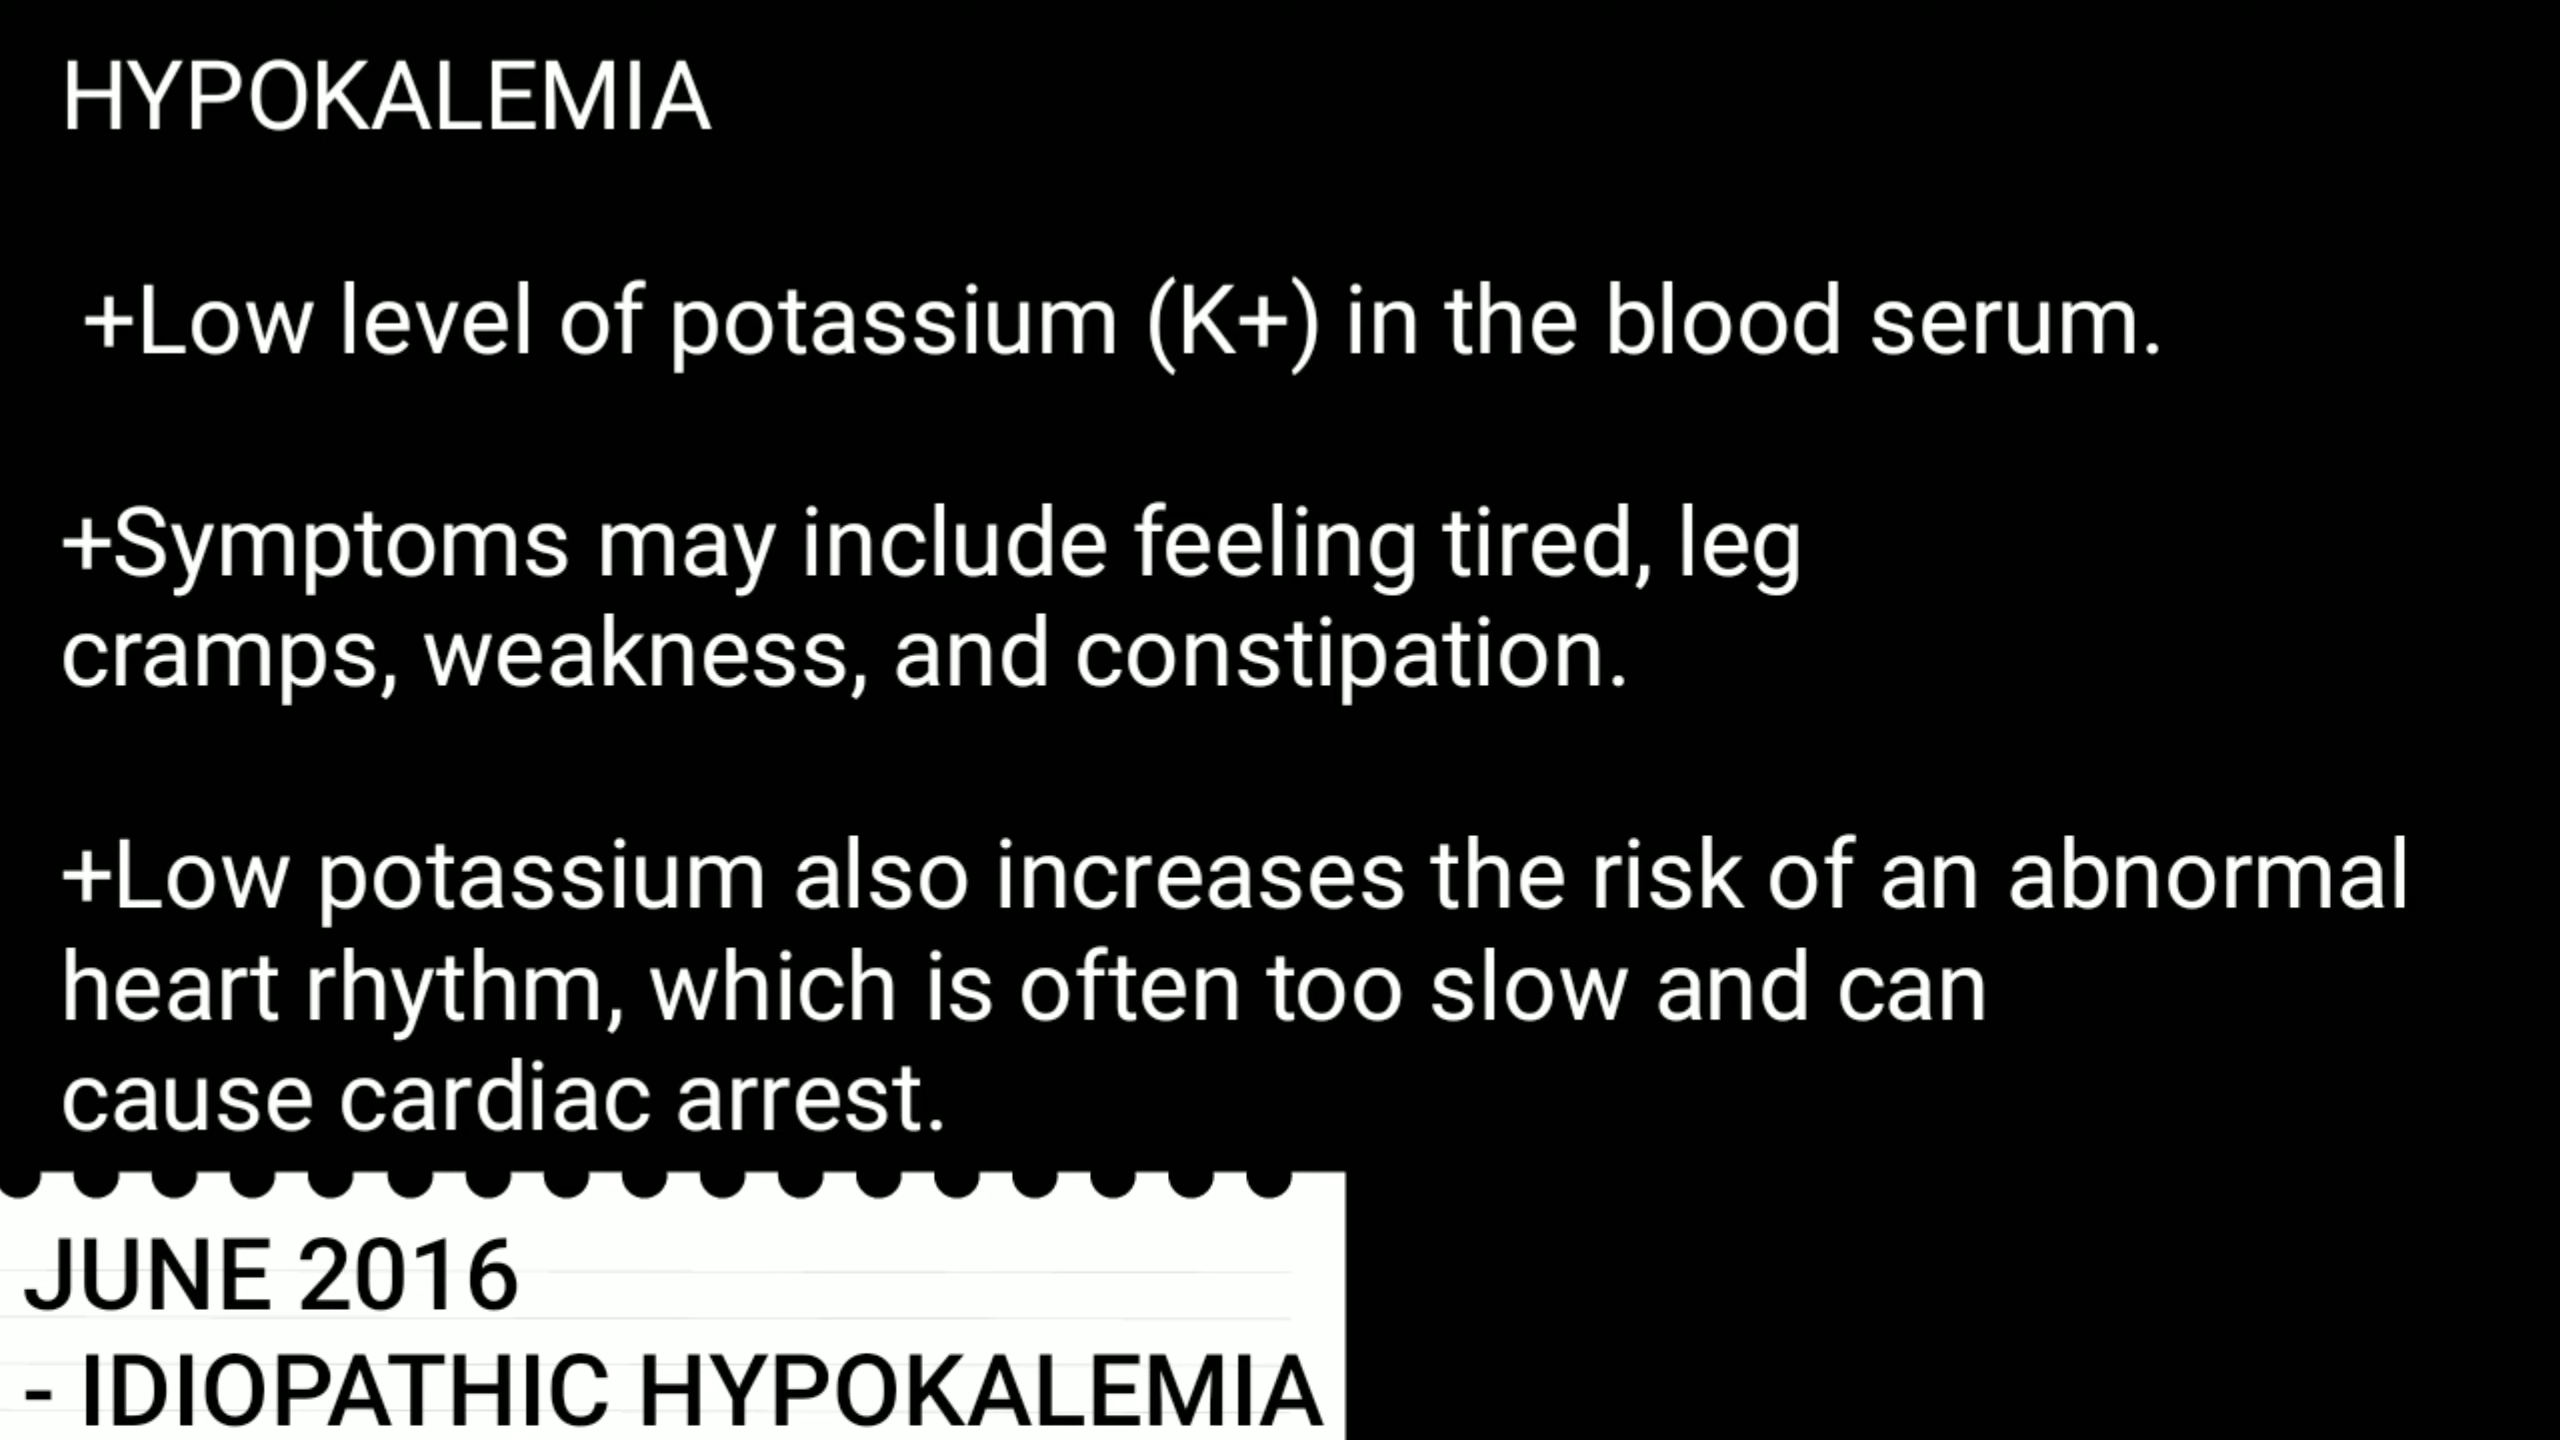 HYPOKALEMIA
+Low level of potassium (K+) in the blood serum.
+Symptoms may include feeling tired, leg
cramps, weakness, and constipation.
+Low potassium also increases the risk of an abnormal
heart rhythm, which is often too slow and can
cause cardiac arrest.
JUNE 2016
- IDIOPATHIC HYPOKALEMIA